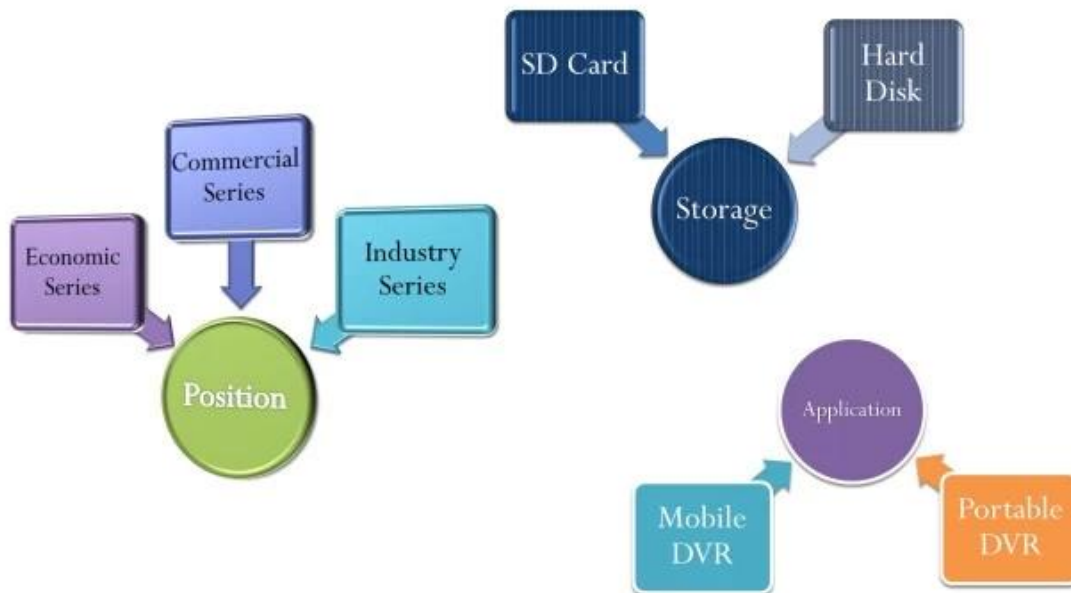 SD Card
Hard
Disk
Storage
Commercial
Series
Economic
Series
Industry
Series
Position
Application
Mobile
DVR
Portable
DVR